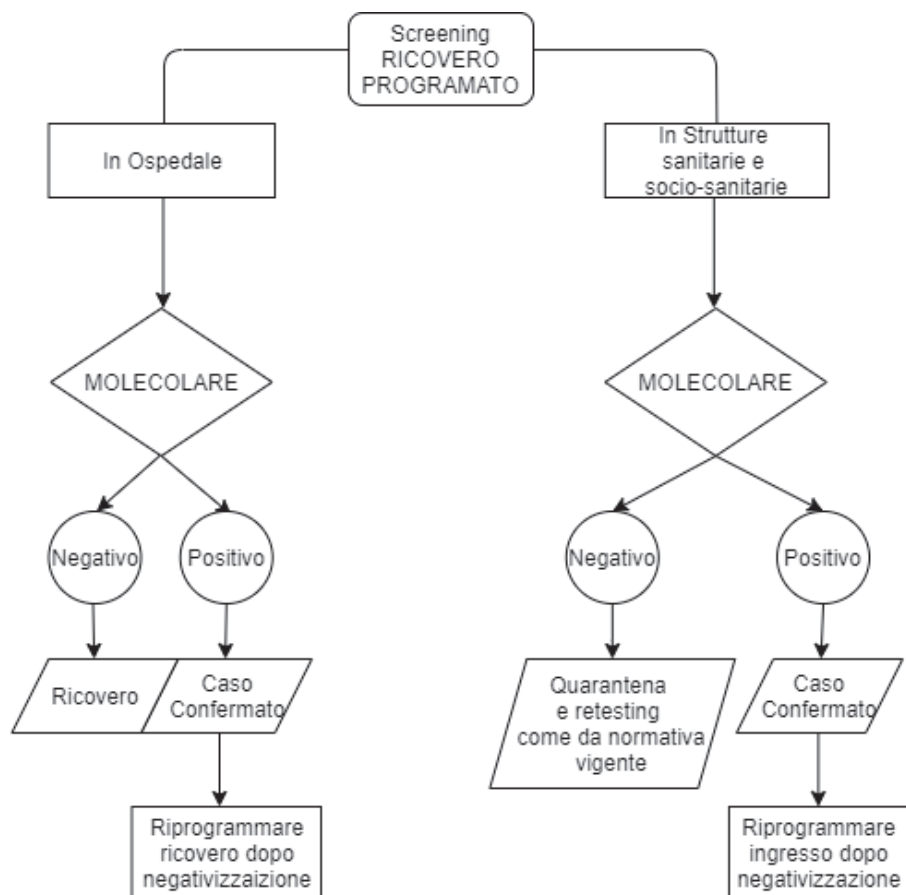 Screening
RICOVERO
PROGRAMATO
In Ospedale
In Strutture
sanitarie e
socio-sanitarie
MOLECOLARE
MOLECOLARE
Negativo
Positivo
Negativo
Positivo
Ricovero
Caso
Confermato
Quarantena
e retesting
come da normativa
vigente
Caso
Confermato
Riprogrammare
ricovero dopo
negativizzaizione
Riprogrammare
ingresso dopo
negativizzazione